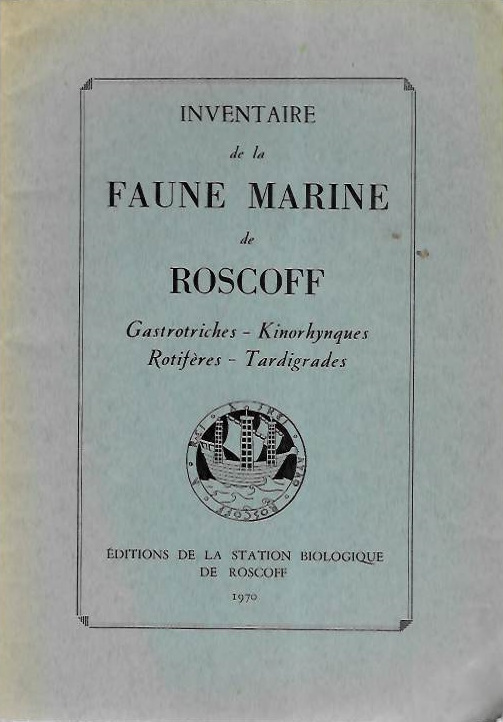 INVENTAIRE
de la
FAUNE MARINE
de
ROSCOFF
Gastrotriches - Kinorhynques
Rotifères - Tardigrades
ROSCOFF
ÉDITIONS DE LA STATION BIOLOGIQUE
DE ROSCOFF
1970